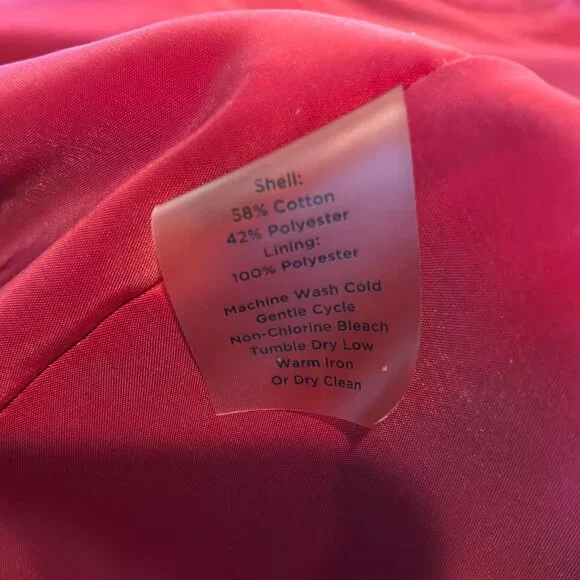 Shell:
58% Cotton
42% Polyester
Lining:
100% Polyester
Machine Wash Cold
Gentle Cycle
Non-Chlorine Bleach
Tumble Dry Low
Warm Iron
Or Dry Clean